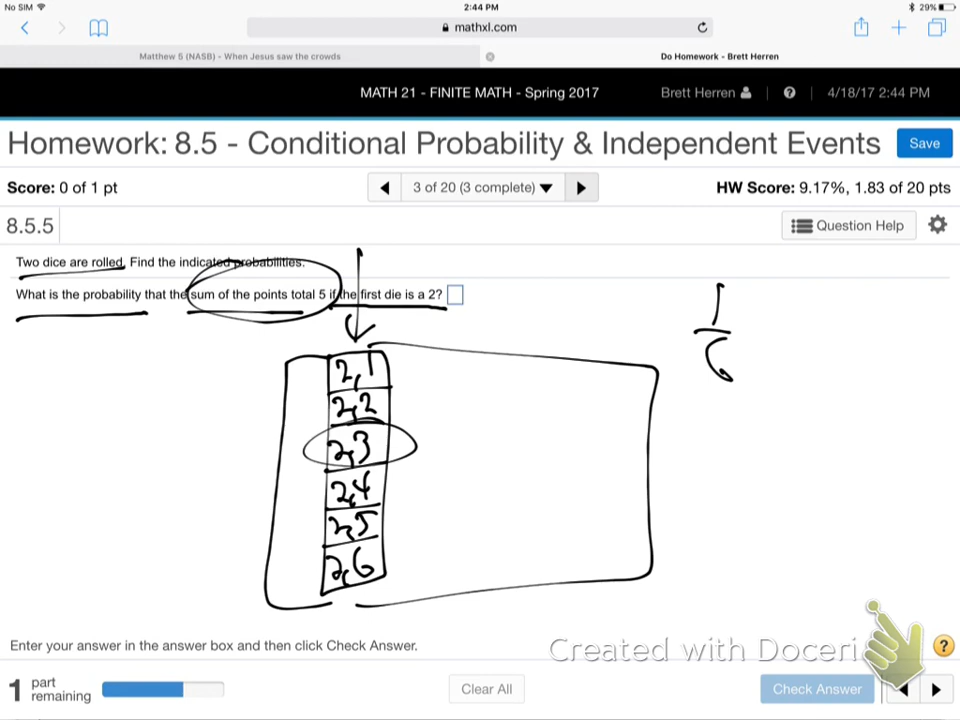 No SIM 2:44 PM 29%
mathxl.com
Matthew 5 (NASB) - When Jesus saw the crowds Do Homework - Brett Herren
MATH 21 - FINITE MATH - Spring 2017 Brett Herren ? 4/18/17 2:44 PM
Homework: 8.5 - Conditional Probability & Independent Events Save
Score: 0 of 1 pt 3 of 20 (3 complete) HW Score: 9.17%, 1.83 of 20 pts
8.5.5 Question Help
Two dice are rolled. Find the indicated probabilities.
What is the probability that the sum of the points total 5 if the first die is a 2?
1
6
2,1
2,2
2,3
2,4
2,5
2,6
Enter your answer in the answer box and then click Check Answer.
Created with Doceri
?
1 part remaining Clear All Check Answer